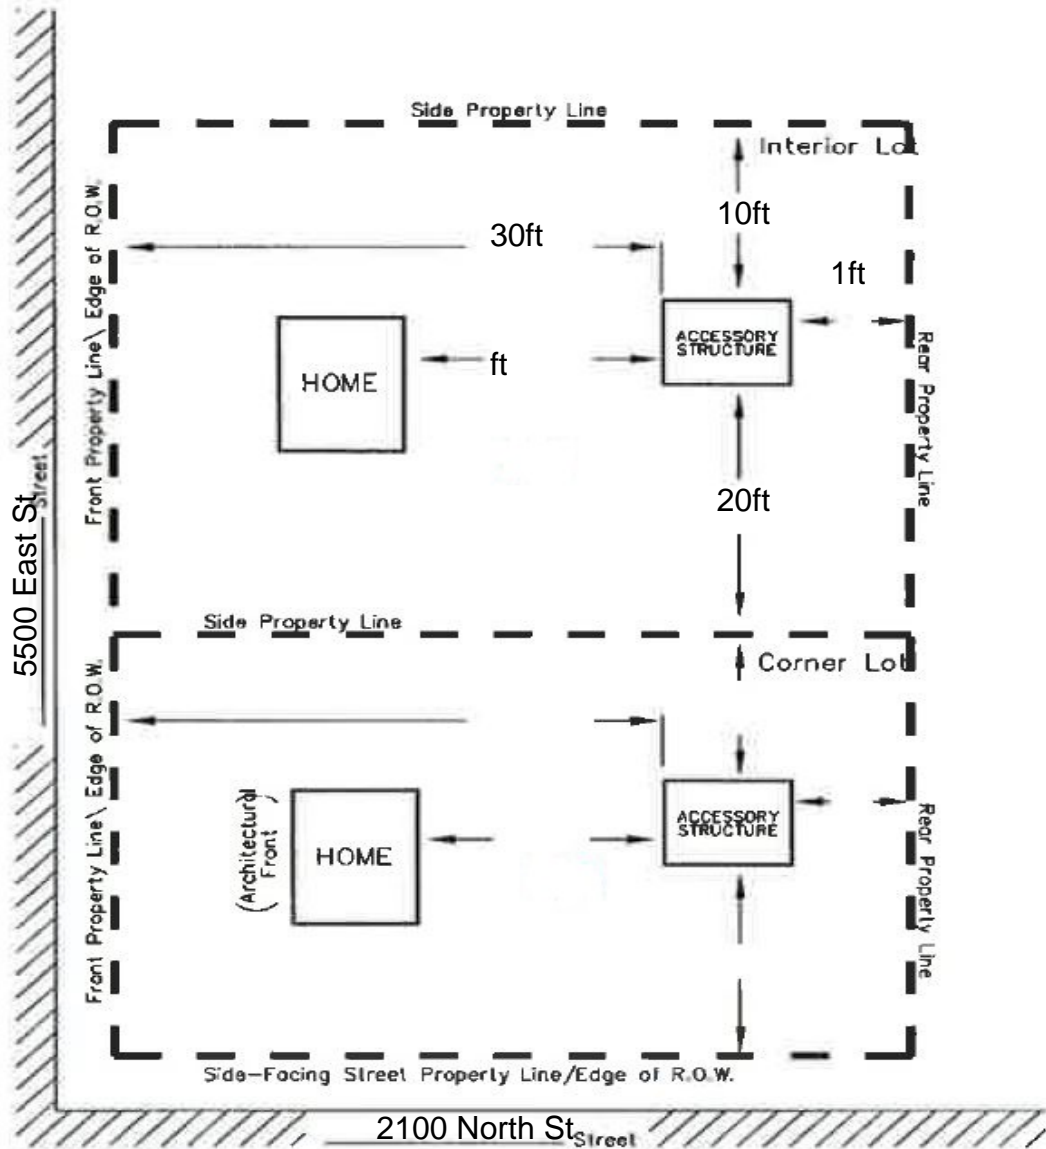 Side Property Line
Interior Lot
10ft
30ft
1ft
Front Property Line\ Edge of R.O.W.
ACCESSORY
STRUCTURE
HOME
ft
Rear Property Line
20ft
5500 East St
Street
Side Property Line
Corner Lot
Front Property Line\ Edge of R.O.W.
(Architectural
Front)
HOME
ACCESSORY
STRUCTURE
Rear Property Line
Side-Facing Street Property Line/Edge of R.O.W.
2100 North St
Street